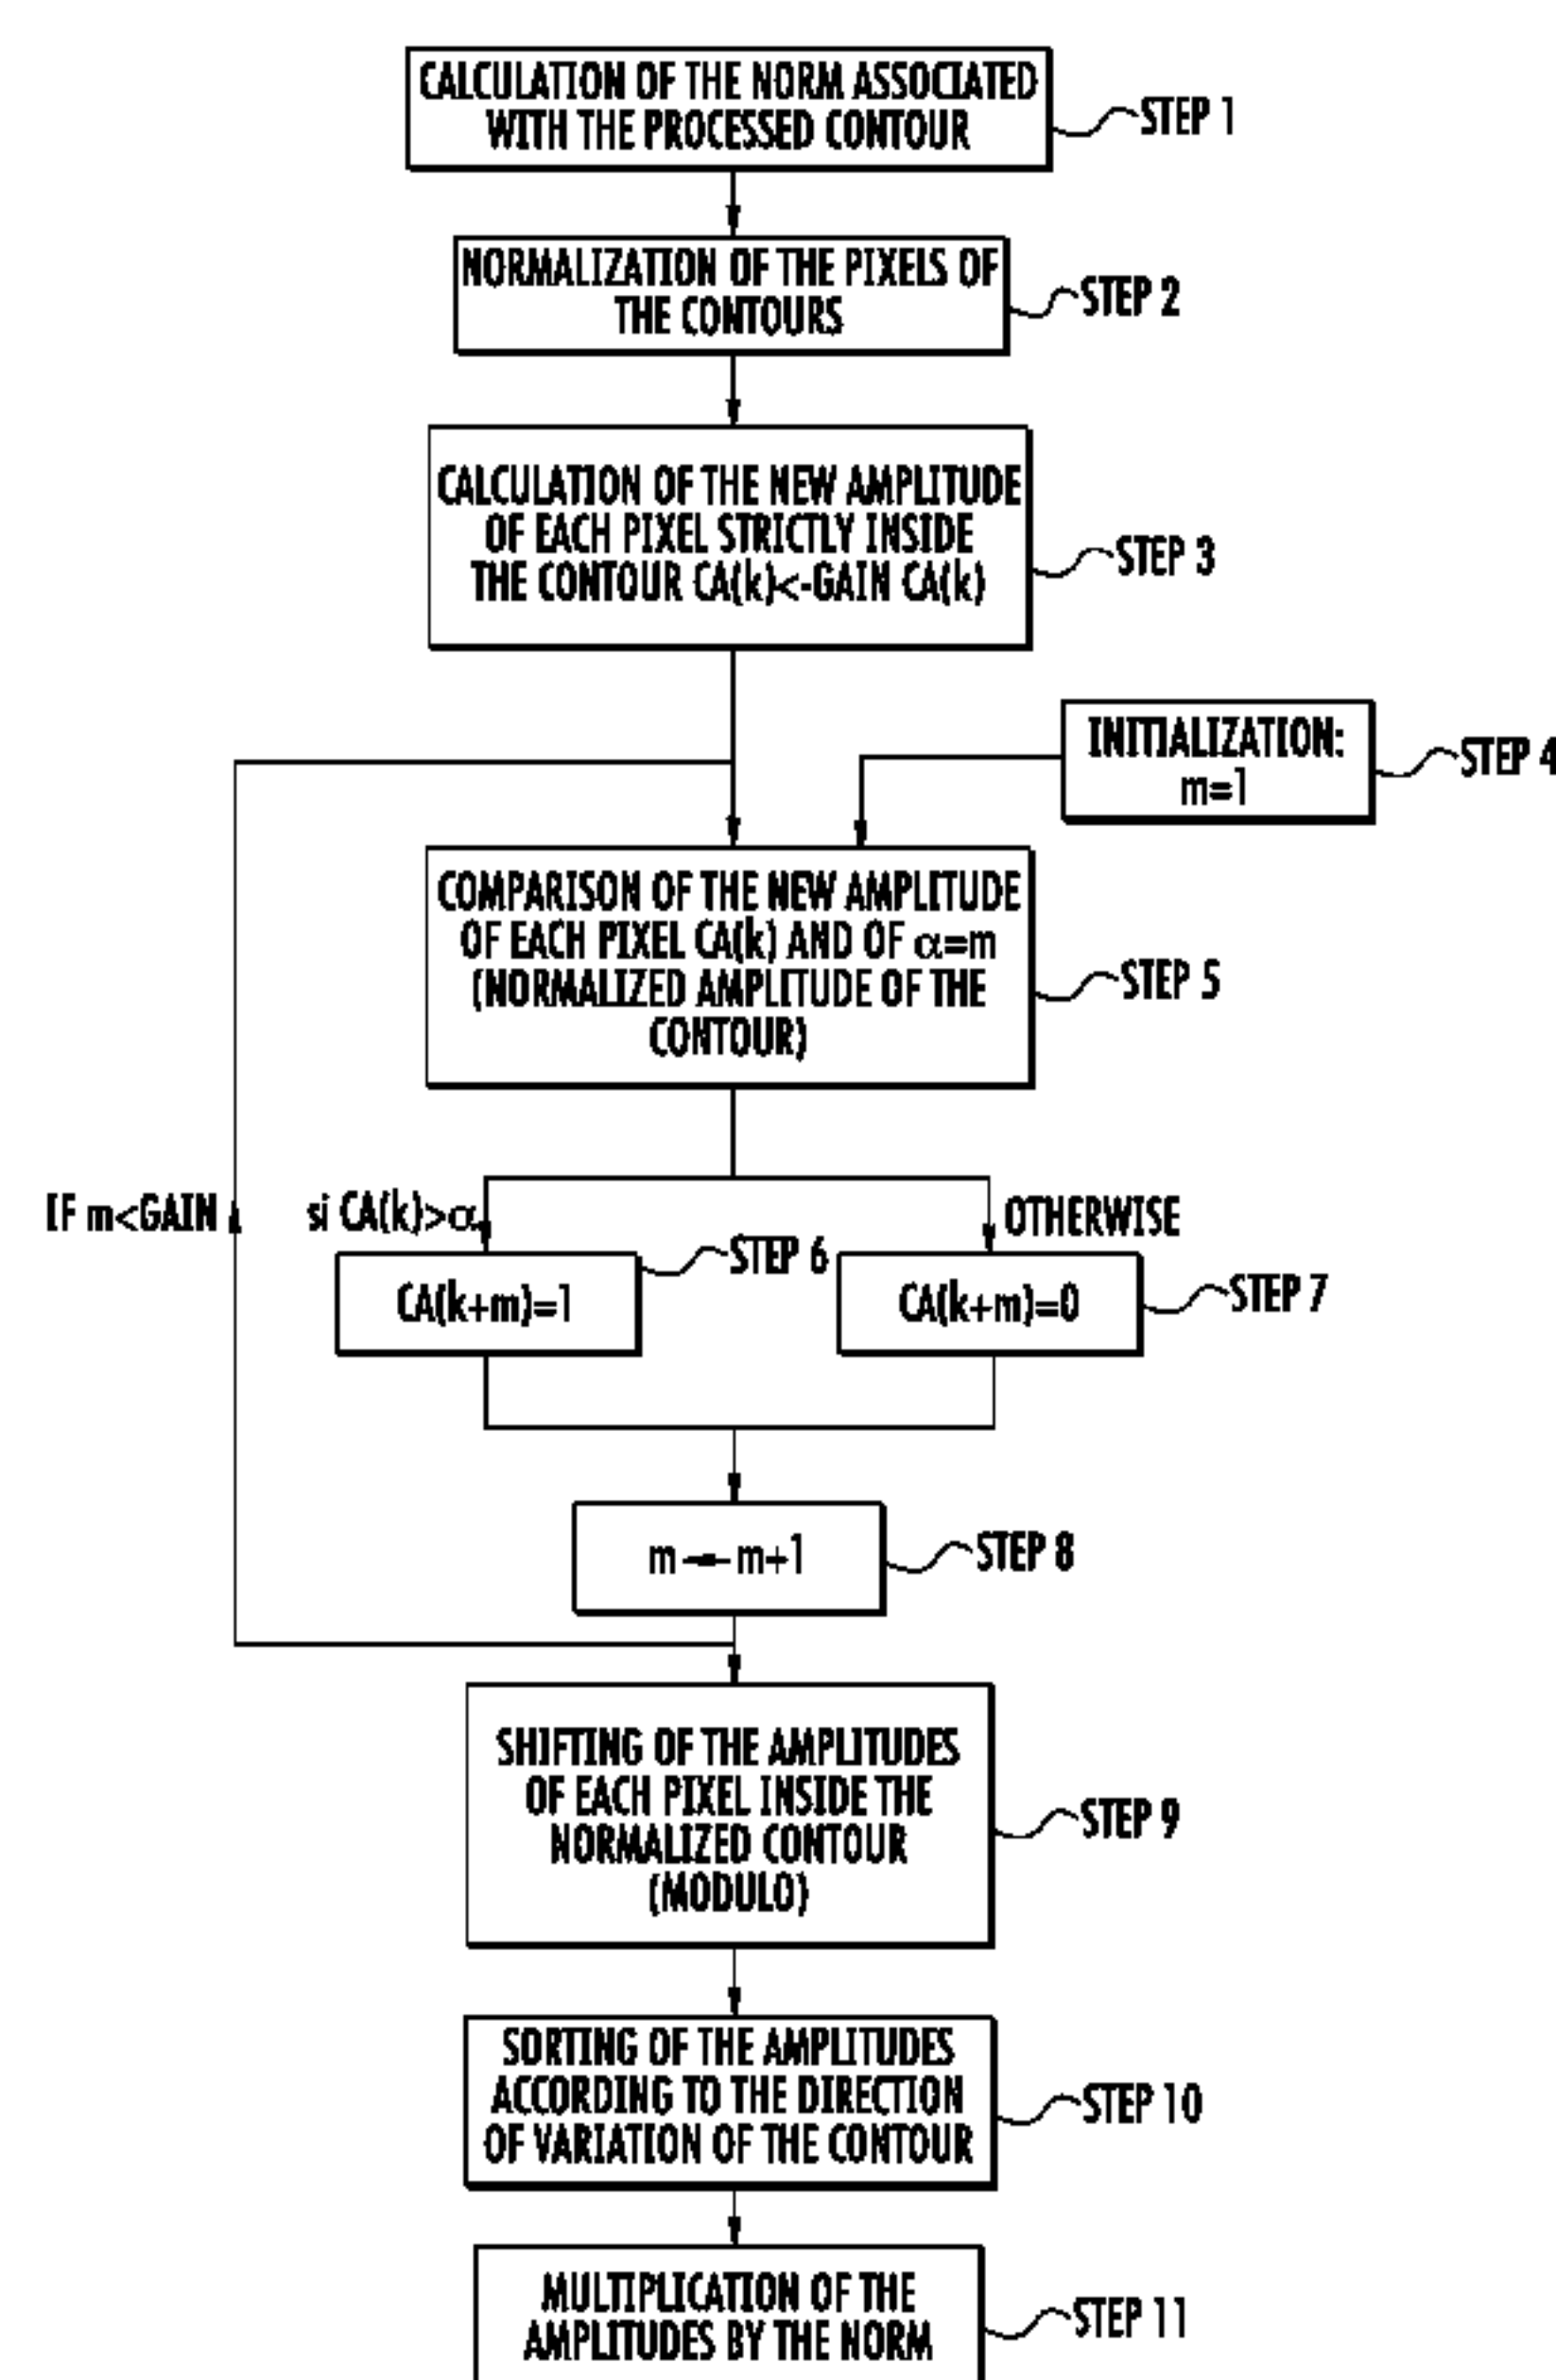 CALCULATION OF THE NORM ASSOCIATED
WITH THE PROCESSED CONTOUR
STEP 1
NORMALIZATION OF THE PIXELS OF
THE CONTOURS
STEP 2
CALCULATION OF THE NEW AMPLITUDE
OF EACH PIXEL STRICTLY INSIDE
THE CONTOUR CA(k)<-GAIN CA(k)
STEP 3
INITIALIZATION:
m=1
STEP 4
COMPARISON OF THE NEW AMPLITUDE
OF EACH PIXEL CA(k) AND OF α=m
(NORMALIZED AMPLITUDE OF THE
CONTOUR)
STEP 5
IF m<GAIN
si CA(k)>α
OTHERWISE
CA(k+m)=1
STEP 6
CA(k+m)=0
STEP 7
m ← m+1
STEP 8
SHIFTING OF THE AMPLITUDES
OF EACH PIXEL INSIDE THE
NORMALIZED CONTOUR
(MODULO)
STEP 9
SORTING OF THE AMPLITUDES
ACCORDING TO THE DIRECTION
OF VARIATION OF THE CONTOUR
STEP 10
MULTIPLICATION OF THE
AMPLITUDES BY THE NORM
STEP 11